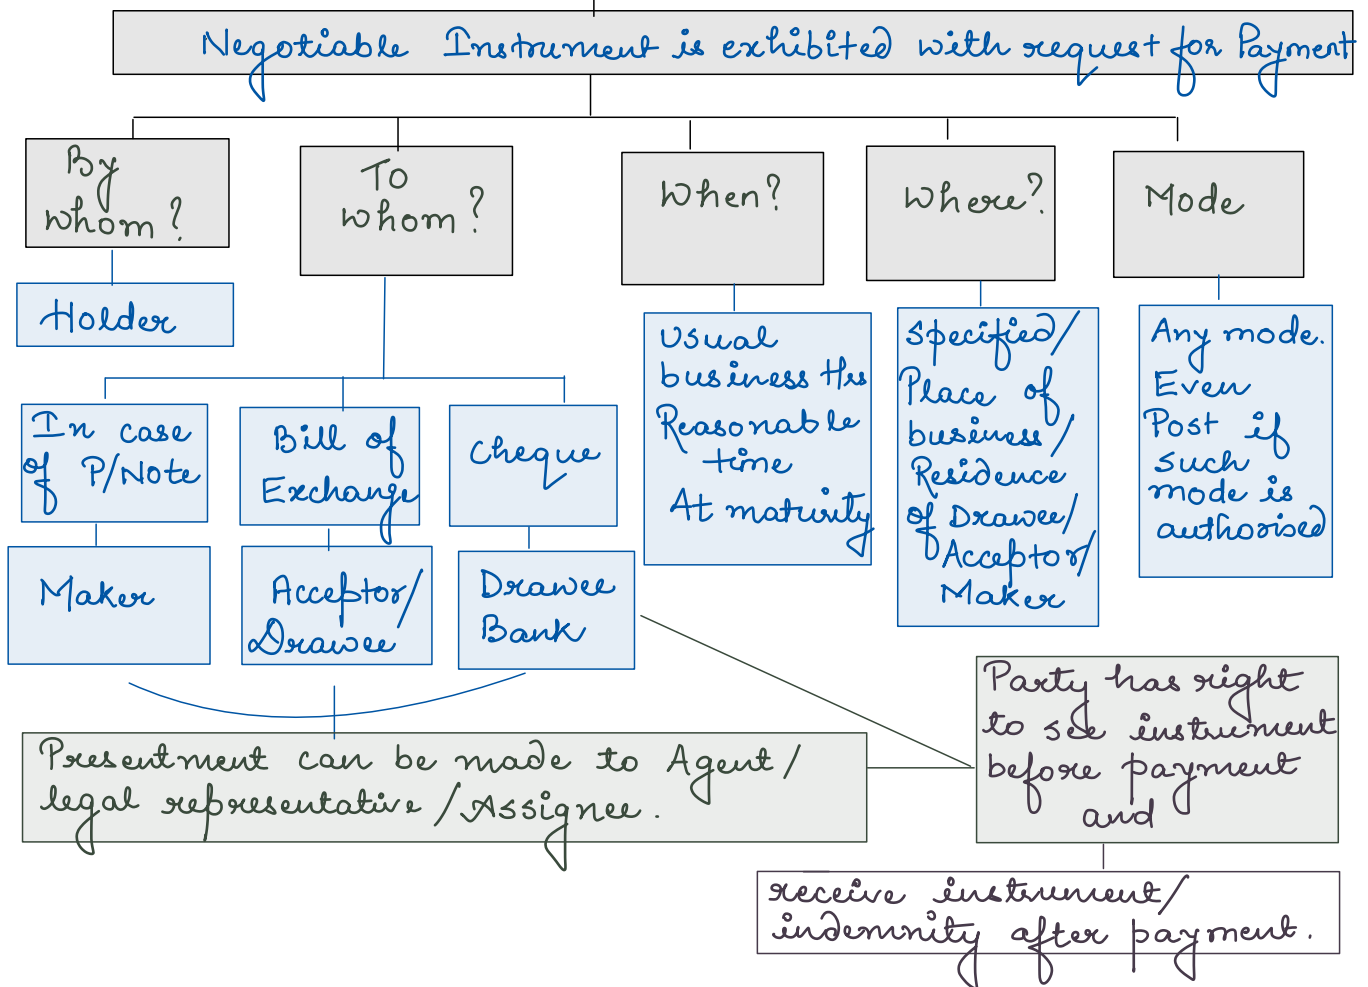 Negotiable Instrument is exhibited with request for Payment
By
whom?
To
whom?
When?
Where?
Mode
Holder
In case
of P/Note
Bill of
Exchange
Cheque
Maker
Acceptor/
Drawee
Drawee
Bank
Usual
business Hrs
Reasonable
time
At maturity
Specified/
Place of
business/
Residence
of Drawee/
Acceptor/
Maker
Any mode.
Even
Post if
such
mode is
authorised
Presentment can be made to Agent/
legal representative/Assignee.
Party has right
to see instrument
before payment
and
receive instrument/
indemnity after payment.